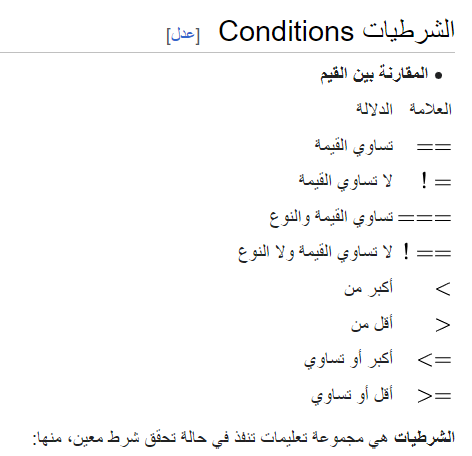 الشرطيات Conditions [عدل]
• المقارنة بين القيم
العلامة الدلالة
== تساوي القيمة
!= لا تساوي القيمة
=== تساوي القيمة والنوع
!== لا تساوي القيمة ولا النوع
> أكبر من
< أقل من
>= أكبر أو تساوي
<= أقل أو تساوي
الشرطيات هي مجموعة تعليمات تنفذ في حالة تحقق شرط معين، منها: